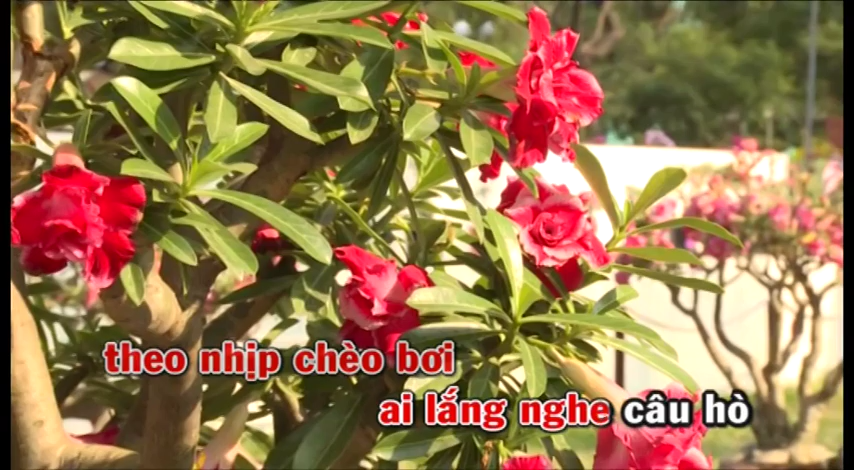 theo nhịp chèo bơi
ai lắng nghe câu hò